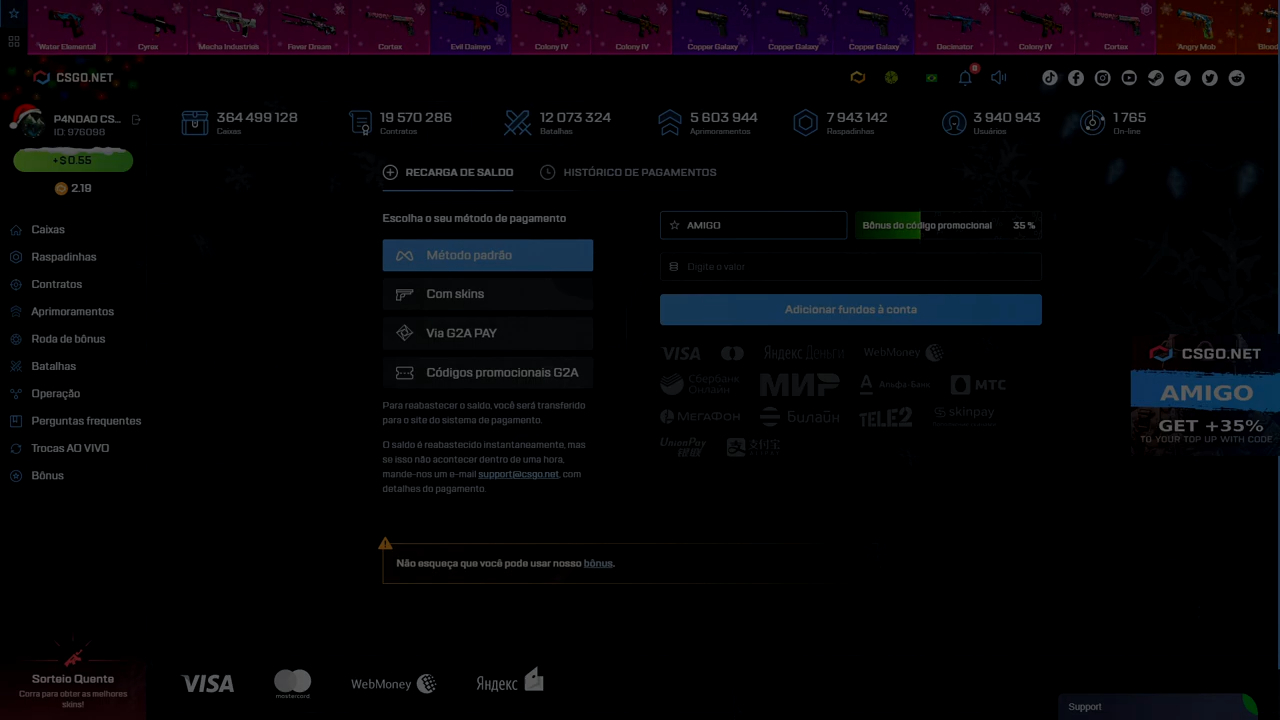 Water Elemental
Cyrex
Mecha Industries
Fever Dream
Cortex
Evil Daimyo
Colony IV
Colony IV
Copper Galaxy
Copper Galaxy
Copper Galaxy
Decimator
Colony IV
Cortex
Angry Mob
Blood
CSGO.NET
0
P4NDAO CS...
ID: 976098
+$0.55
2.19
364 499 128
Caixas
19 570 286
Contratos
12 073 324
Batalhas
5 603 944
Aprimoramentos
7 943 142
Raspadinhas
3 940 943
Usuários
1 765
On-line
RECARGA DE SALDO
HISTÓRICO DE PAGAMENTOS
Caixas
Raspadinhas
Contratos
Aprimoramentos
Roda de bônus
Batalhas
Operação
Perguntas frequentes
Trocas AO VIVO
Bônus
Escolha o seu método de pagamento
Método padrão
Com skins
Via G2A PAY
Códigos promocionais G2A
Para reabastecer o saldo, você será transferido
para o site do sistema de pagamento.
O saldo é reabastecido instantaneamente, mas
se isso não acontecer dentro de uma hora,
mande-nos um e-mail support@csgo.net, com
detalhes do pagamento.
AMIGO
Bônus do código promocional 35 %
Digite o valor
Adicionar fundos à conta
VISA Яндекс Деньги WebMoney
Сбербанк Онлайн МИР Альфа-Банк МТС
МЕГАФОН Билайн TELE2 skinpay
UnionPay 支付宝
CSGO.NET
AMIGO
GET +35%
TO YOUR TOP UP WITH CODE
Não esqueça que você pode usar nosso bônus.
Sorteio Quente
Corra para obter as melhores
skins!
VISA
mastercard
WebMoney
Яндекс
Support